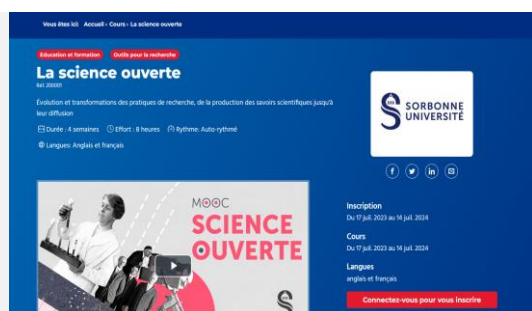 Vous êtes ici: Accueil › Cours › La science ouverte
Education et formation
Outils pour la recherche
La science ouverte
Réf. 200001
Évolution et transformations des pratiques de recherche, de la production des savoirs scientifiques jusqu'à
leur diffusion
Durée : 4 semaines
Effort : 8 heures
Rythme: Auto-rythmé
Langues: Anglais et français
SORBONNE
UNIVERSITÉ
MOOC
SCIENCE
OUVERTE
Inscription
Du 17 juil. 2023 au 14 juil. 2024
Cours
Du 17 juil. 2023 au 14 juil. 2024
Langues
anglais et français
Connectez-vous pour vous inscrire